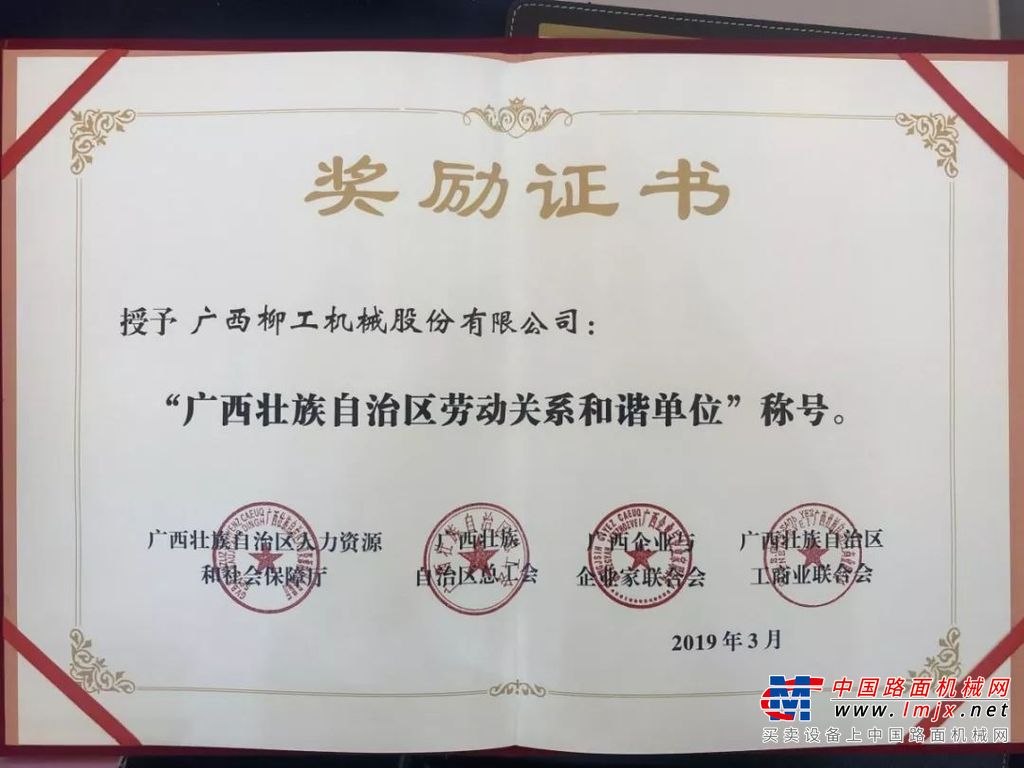 奖励证书
授予 广西柳工机械股份有限公司：
“广西壮族自治区劳动关系和谐单位”称号。
广西壮族自治区人力资源
和社会保障厅
广西壮族
自治区总工会
广西企业与
企业家联合会
广西壮族自治区
工商业联合会
2019年3月
中国路面机械网
www.lmjx.net
买卖设备上中国路面机械网